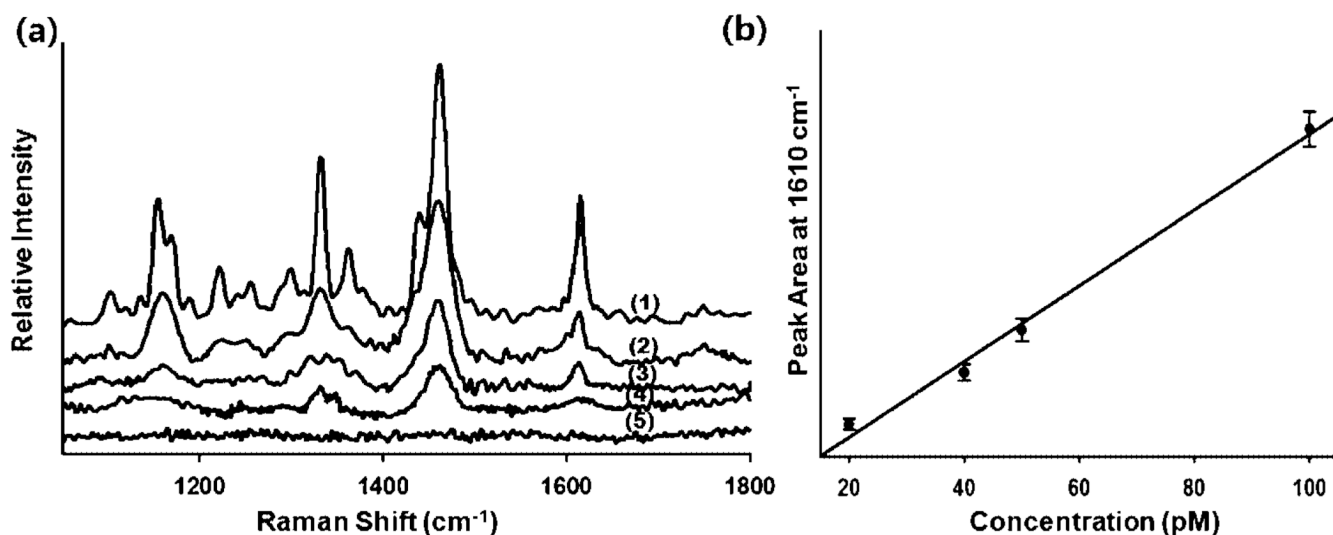 (a)
Relative Intensity
(1)
(2)
(3)
(4)
(5)
1200 1400 1600 1800
Raman Shift (cm⁻¹)
(b)
Peak Area at 1610 cm⁻¹
20 40 60 80 100
Concentration (pM)